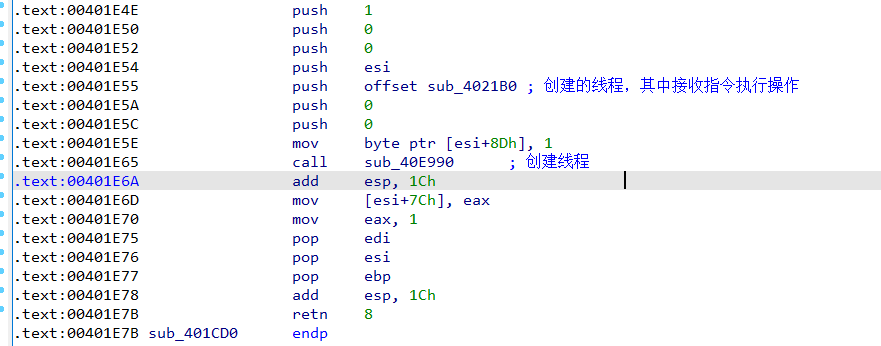 .text:00401E4E push 1
.text:00401E50 push 0
.text:00401E52 push 0
.text:00401E54 push esi
.text:00401E55 push offset sub_4021B0 ; 创建的线程，其中接收指令执行操作
.text:00401E5A push 0
.text:00401E5C push 0
.text:00401E5E mov byte ptr [esi+8Dh], 1
.text:00401E65 call sub_40E990 ; 创建线程
.text:00401E6A add esp, 1Ch
.text:00401E6D mov [esi+7Ch], eax
.text:00401E70 mov eax, 1
.text:00401E75 pop edi
.text:00401E76 pop esi
.text:00401E77 pop ebp
.text:00401E78 add esp, 1Ch
.text:00401E7B retn 8
.text:00401E7B sub_401CD0 endp